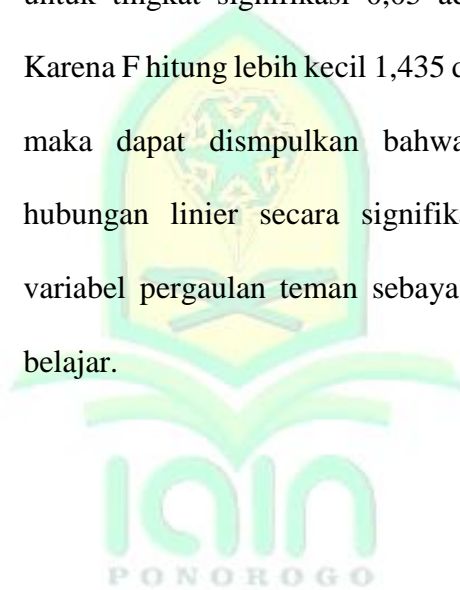 untuk tingkat signifikasi 0,05
Karena F hitung lebih kecil 1,435
maka dapat dismpulkan bahwa
hubungan linier secara
variabel pergaulan teman sebaya
belajar.
iain
PONOROGO